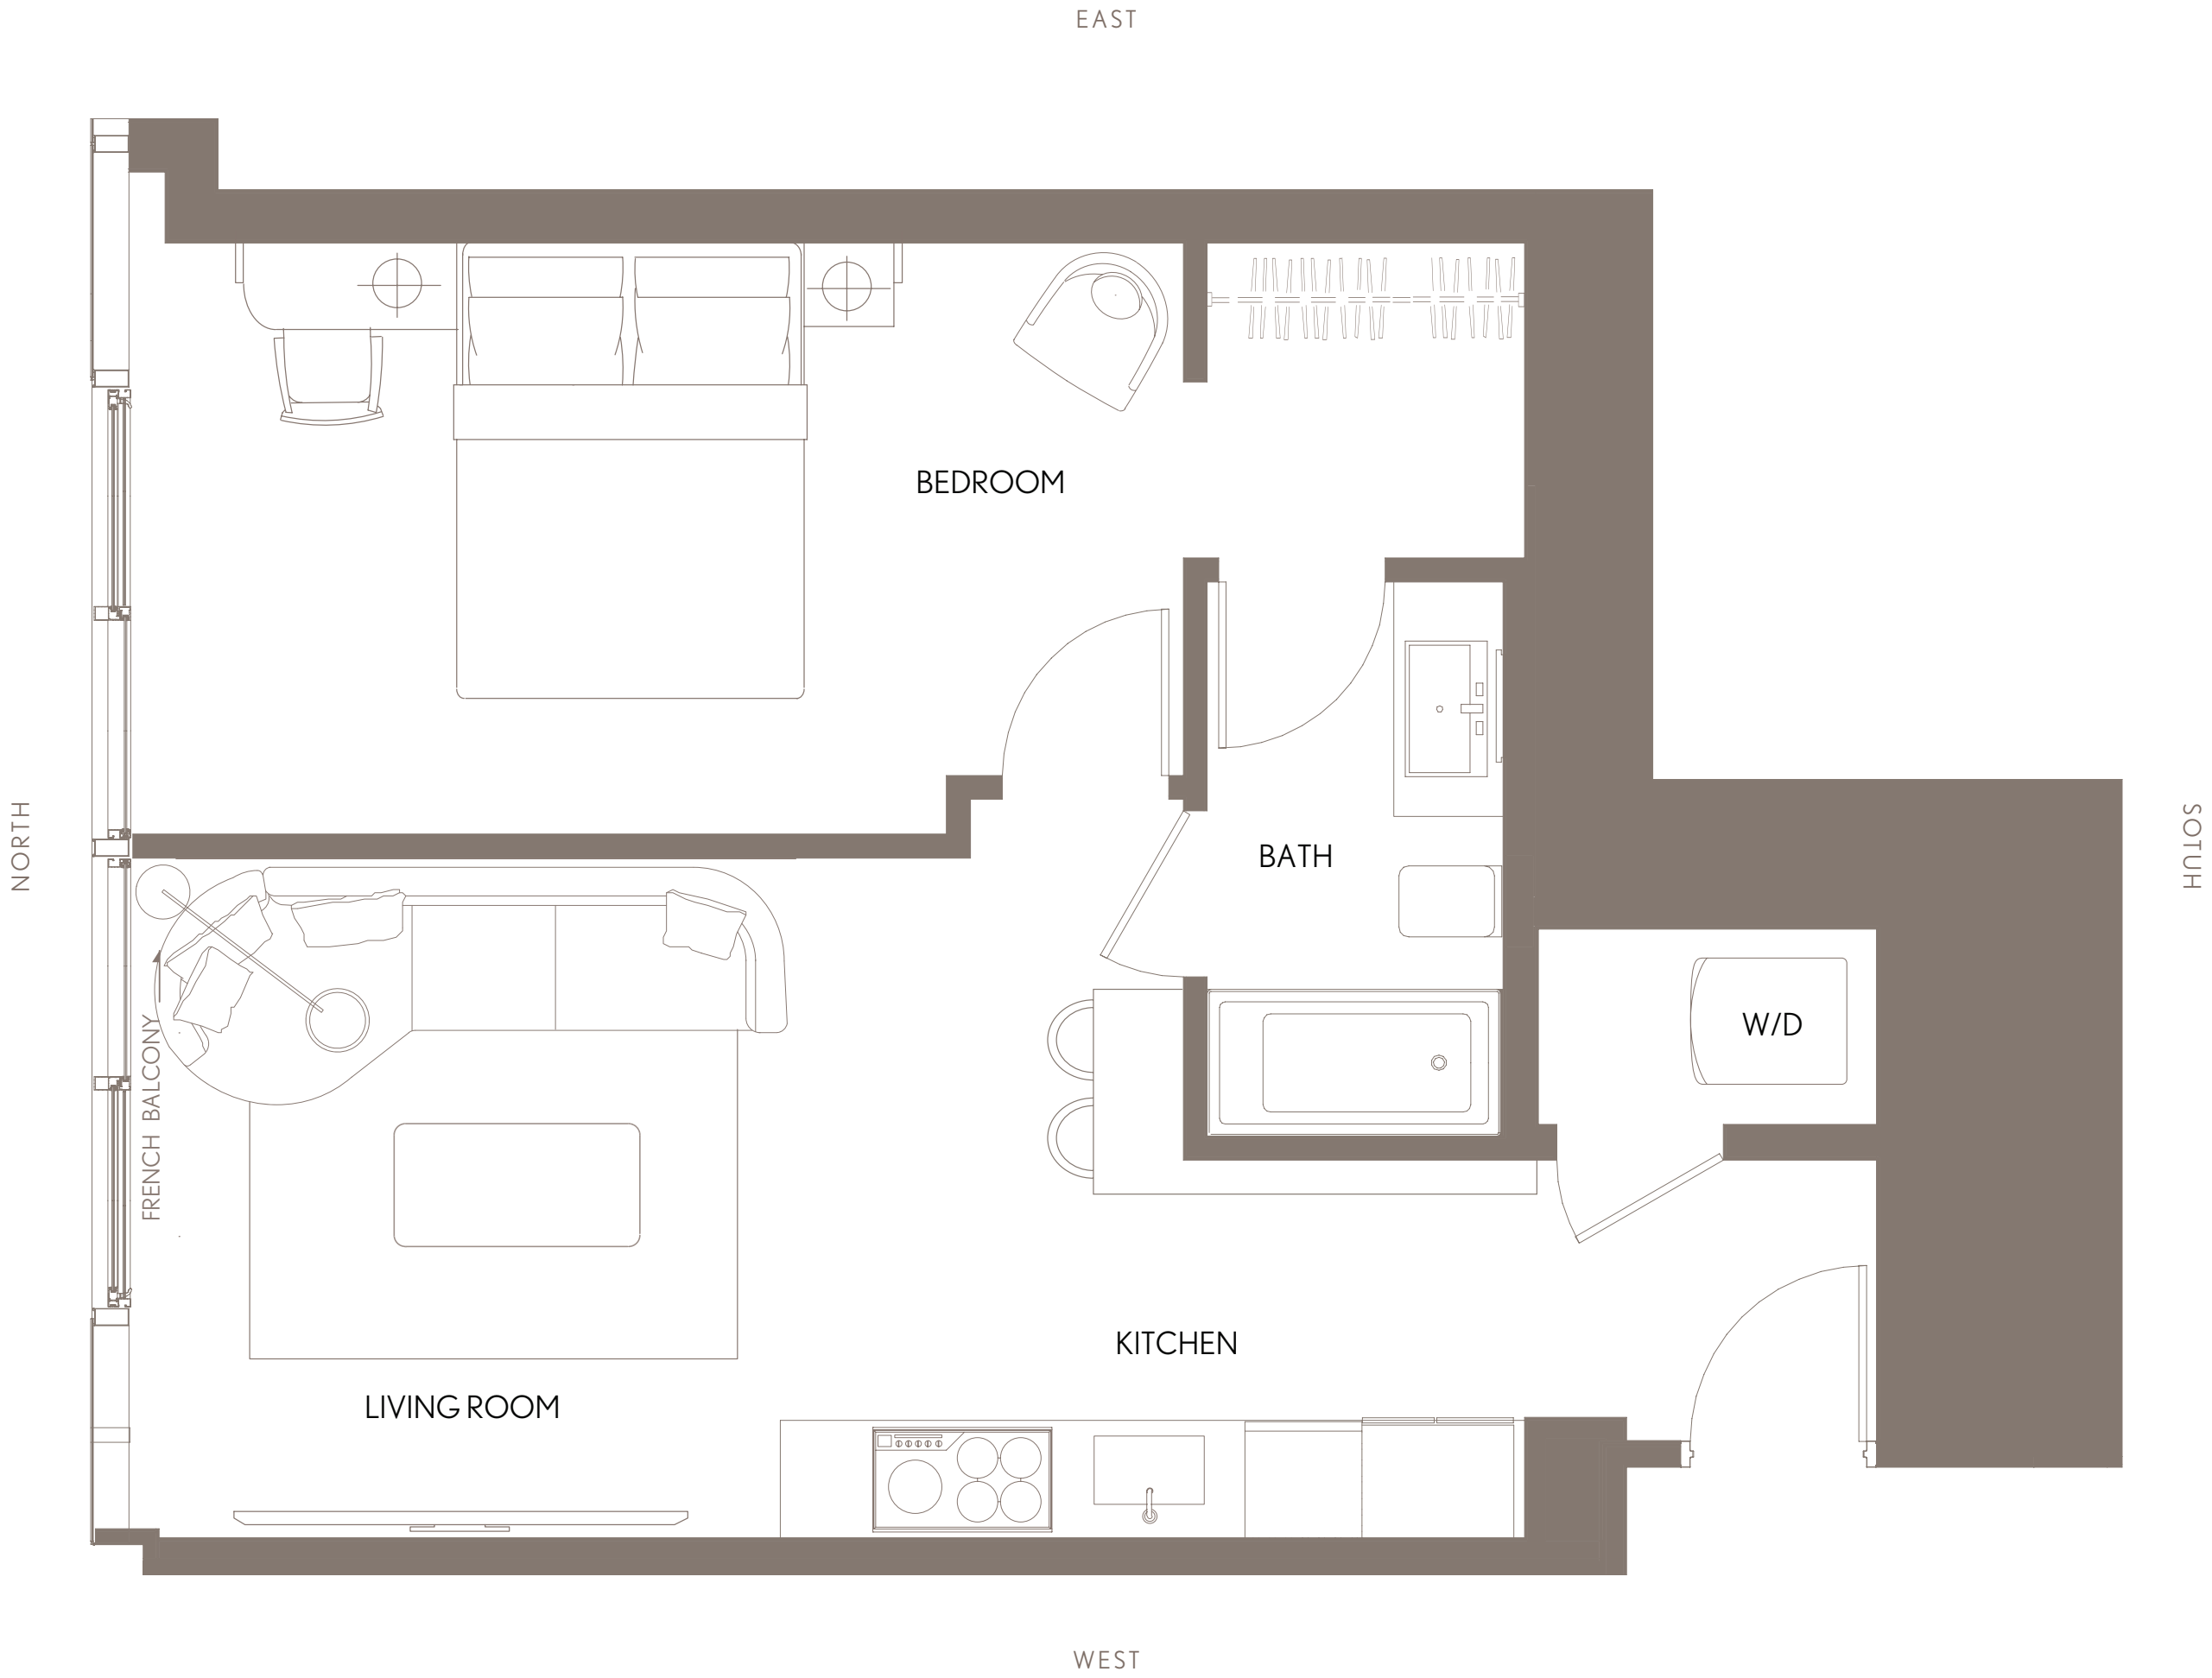 EAST
BEDROOM
NORTH
SOTUH
BATH
W/D
FRENCH BALCONY
KITCHEN
LIVING ROOM
WEST